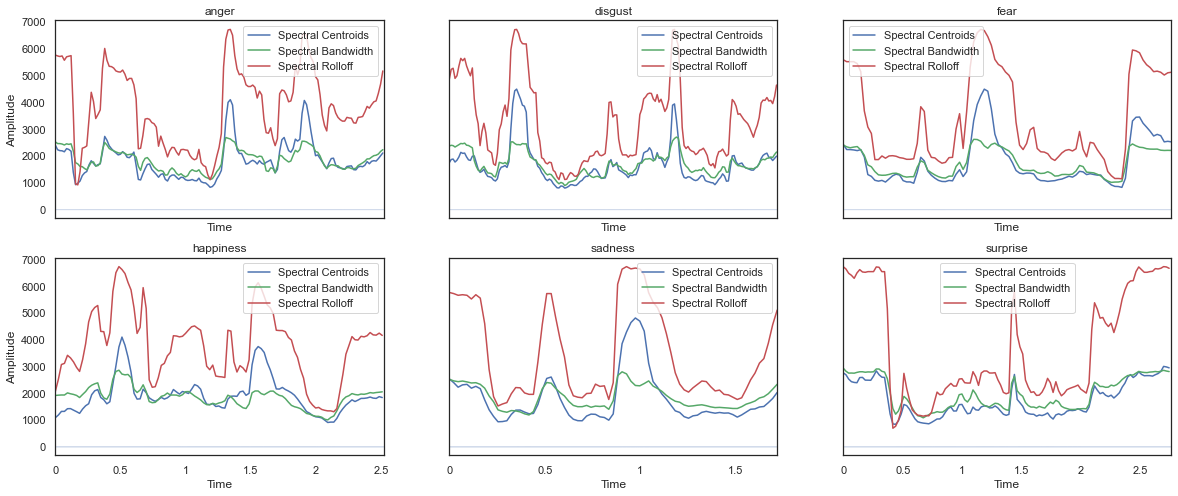 anger
disgust
fear
7000
6000
5000
4000
3000
2000
1000
0
Amplitude
Spectral Centroids
Spectral Bandwidth
Spectral Rolloff
Time
Spectral Centroids
Spectral Bandwidth
Spectral Rolloff
Time
Spectral Centroids
Spectral Bandwidth
Spectral Rolloff
Time
happiness
sadness
surprise
7000
6000
5000
4000
3000
2000
1000
0
Amplitude
Spectral Centroids
Spectral Bandwidth
Spectral Rolloff
0 0.5 1 1.5 2 2.5
Time
Spectral Centroids
Spectral Bandwidth
Spectral Rolloff
0 0.5 1 1.5
Time
Spectral Centroids
Spectral Bandwidth
Spectral Rolloff
0 0.5 1 1.5 2 2.5
Time